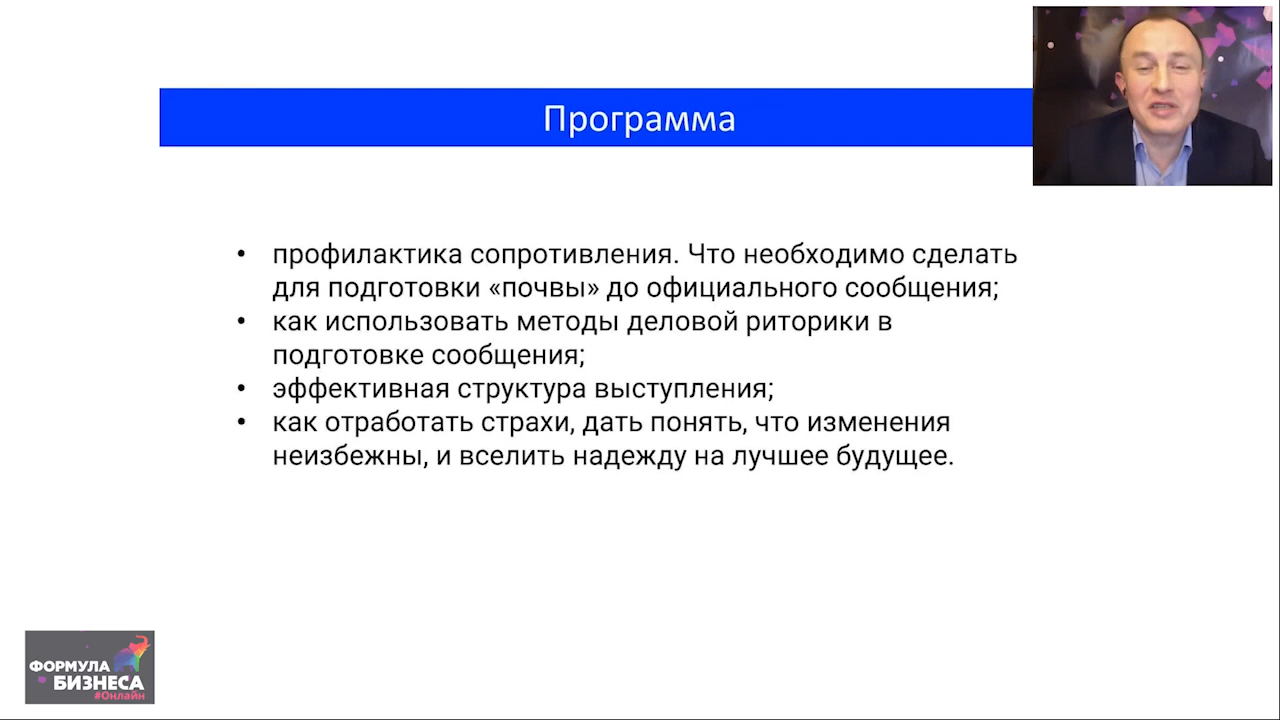 Программа
• профилактика сопротивления. Что необходимо сделать
для подготовки «почвы» до официального сообщения;
• как использовать методы деловой риторики в
подготовке сообщения;
• эффективная структура выступления;
• как отработать страхи, дать понять, что изменения
неизбежны, и вселить надежду на лучшее будущее.
ФОРМУЛА
БИЗНЕСА
#Онлайн